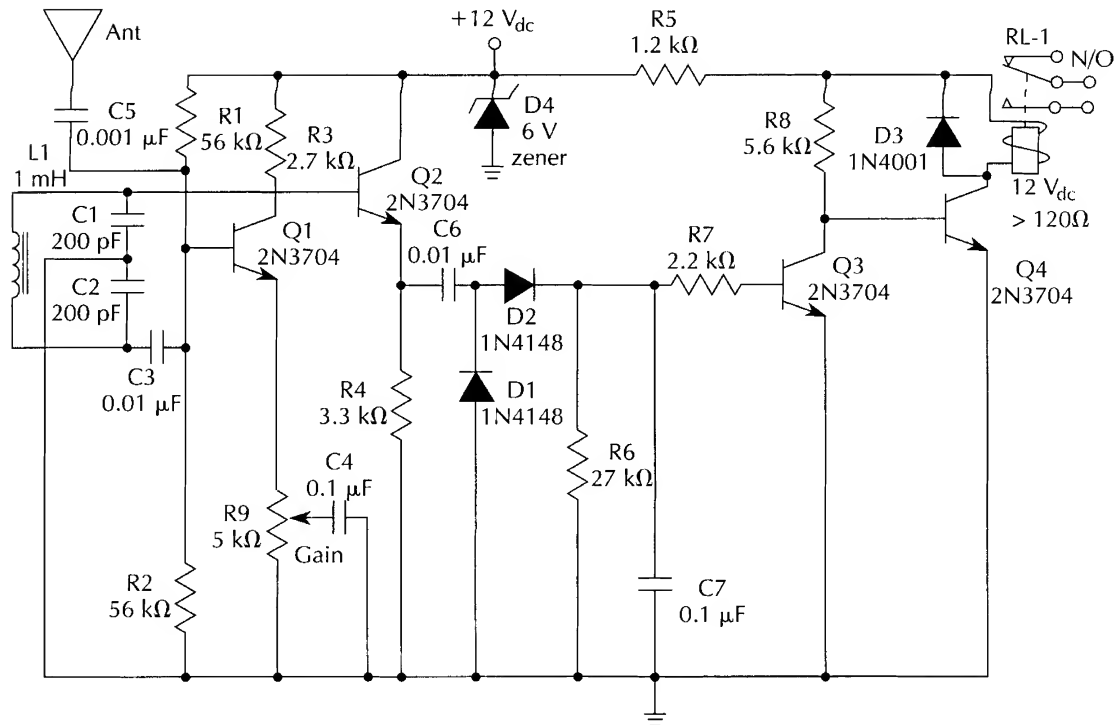 Ant
+12 Vdc
R5
1.2 kΩ
RL-1
N/O
C5
0.001 µF
R1
56 kΩ
R3
2.7 kΩ
D4
6 V
zener
R8
5.6 kΩ
D3
1N4001
L1
1 mH
C1
200 pF
C2
200 pF
Q1
2N3704
Q2
2N3704
C6
0.01 µF
12 Vdc
> 120Ω
R7
2.2 kΩ
Q3
2N3704
Q4
2N3704
D2
1N4148
C3
0.01 µF
R4
3.3 kΩ
D1
1N4148
C4
0.1 µF
R6
27 kΩ
R9
5 kΩ
Gain
R2
56 kΩ
C7
0.1 µF